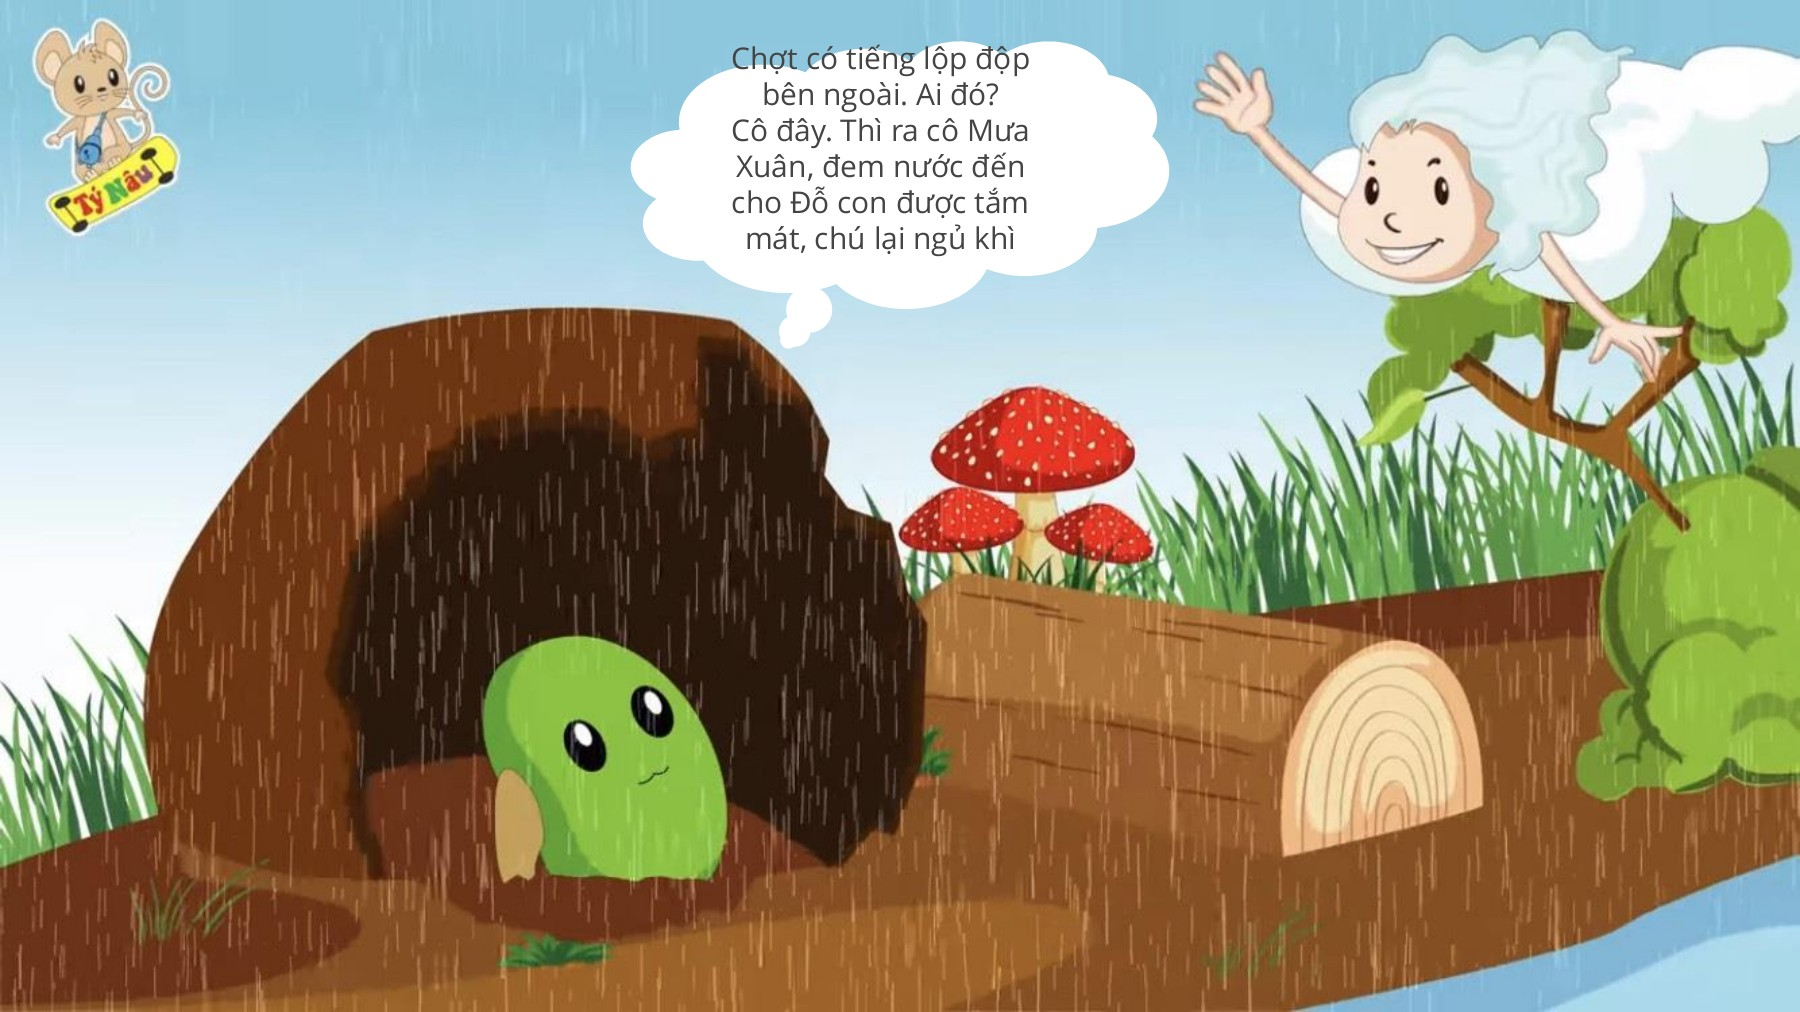 Tý Nâu
Chợt có tiếng lộp độp
bên ngoài. Ai đó?
Cô đây. Thì ra cô Mưa
Xuân, đem nước đến
cho Đỗ con được tắm
mát, chú lại ngủ khì